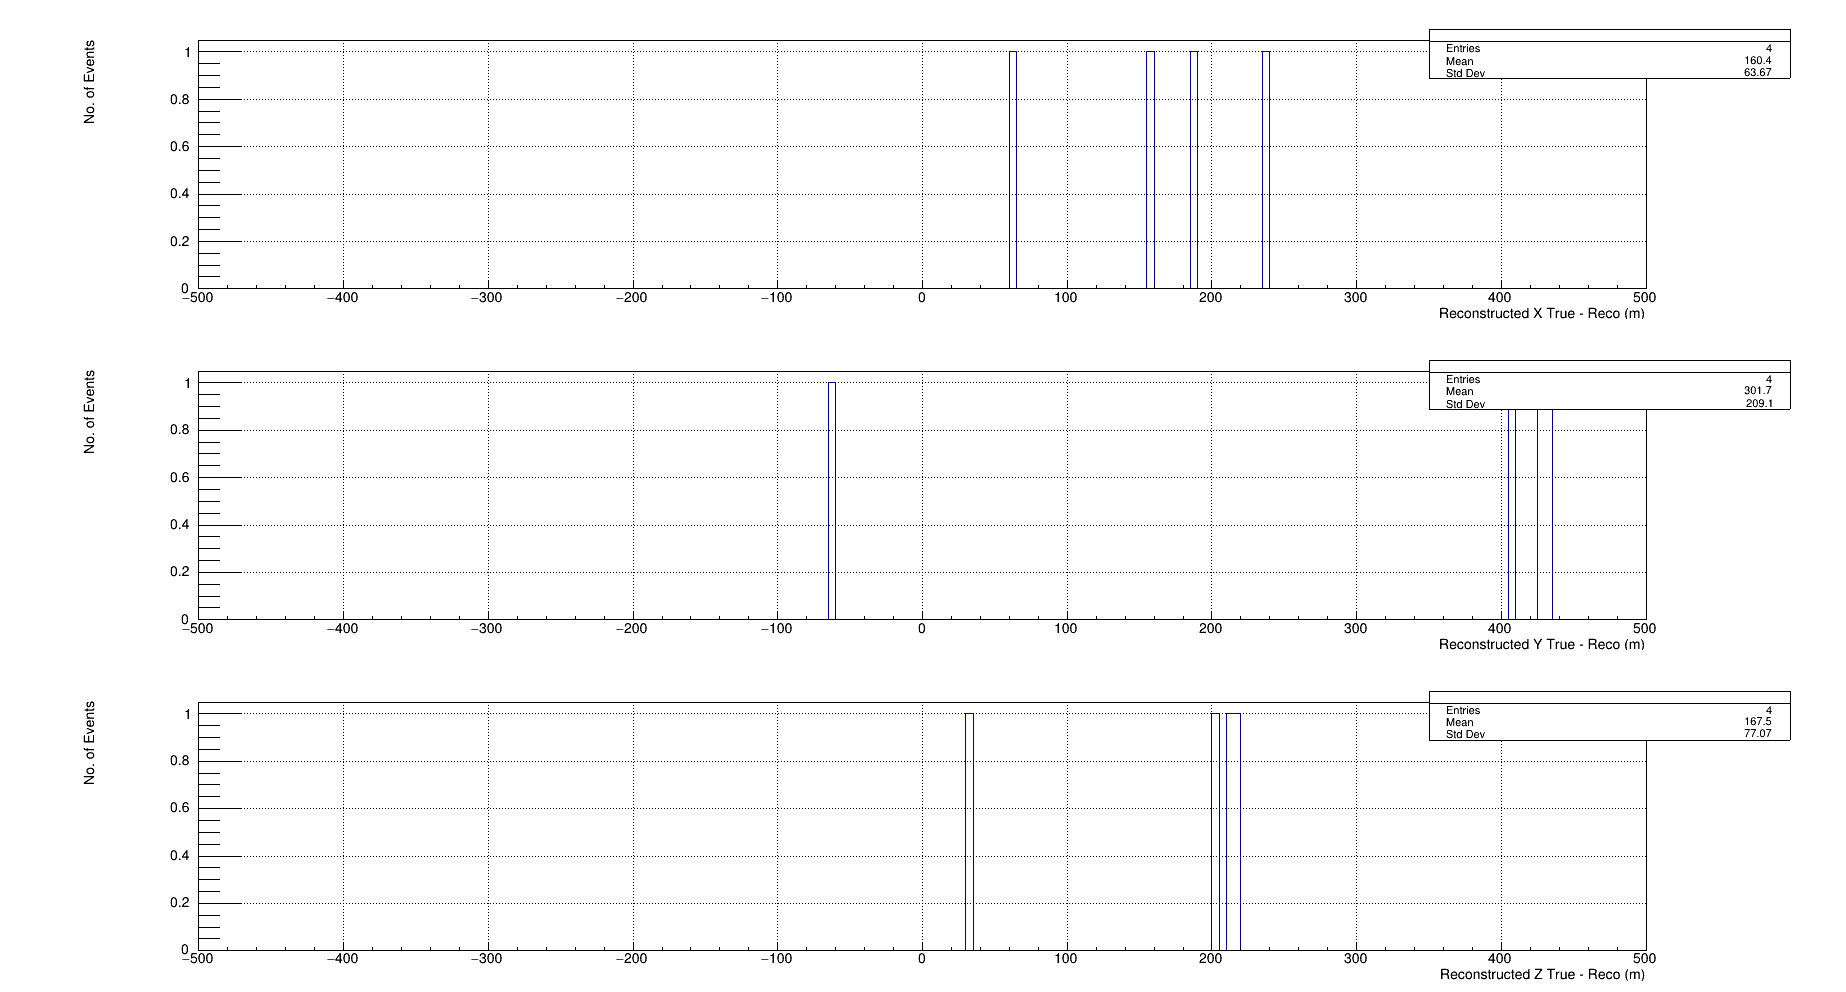 No. of Events
1
0.8
0.6
0.4
0.2
0
−500 −400 −300 −200 −100 0 100 200 300 400 500
Reconstructed X True - Reco (m)
Entries 4
Mean 160.4
Std Dev 63.67
No. of Events
1
0.8
0.6
0.4
0.2
0
−500 −400 −300 −200 −100 0 100 200 300 400 500
Reconstructed Y True - Reco (m)
Entries 4
Mean 301.7
Std Dev 209.1
No. of Events
1
0.8
0.6
0.4
0.2
0
−500 −400 −300 −200 −100 0 100 200 300 400 500
Reconstructed Z True - Reco (m)
Entries 4
Mean 167.5
Std Dev 77.07